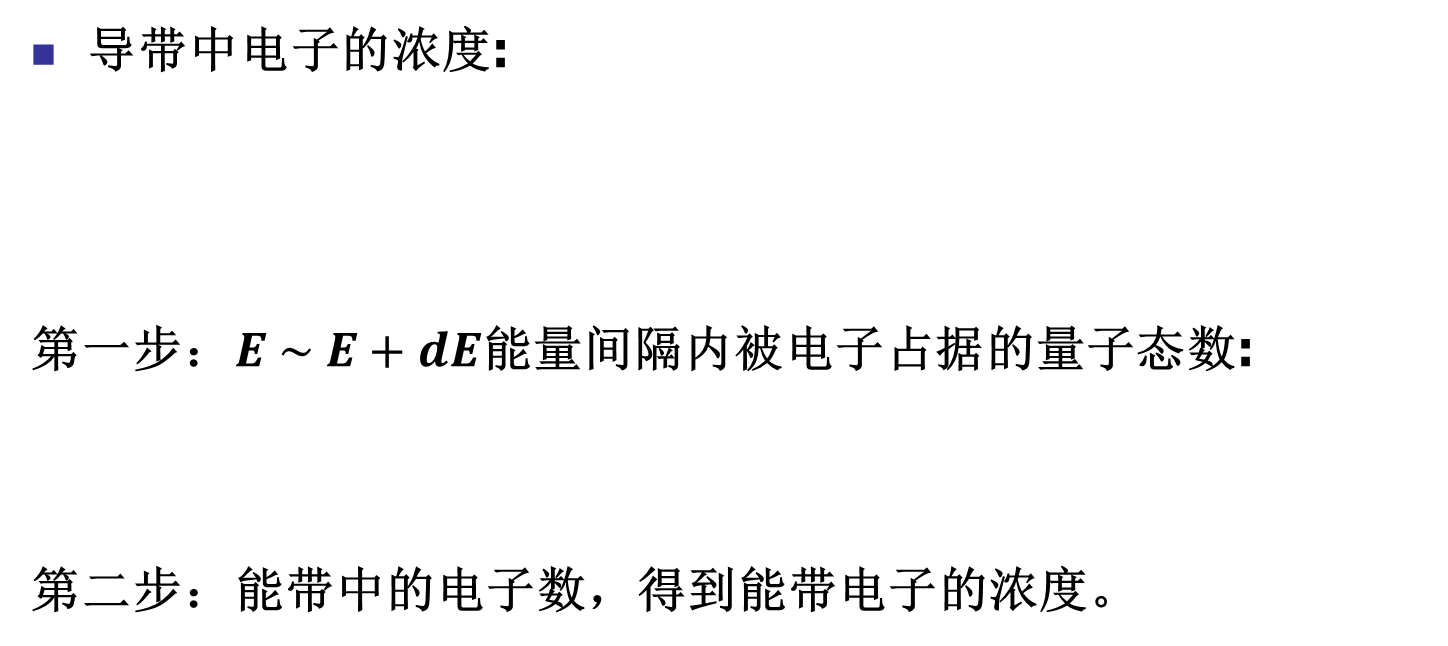 ■ 导带中电子的浓度:
第一步：E ~ E + dE能量间隔内被电子占据的量子态数:
第二步：能带中的电子数，得到能带电子的浓度。